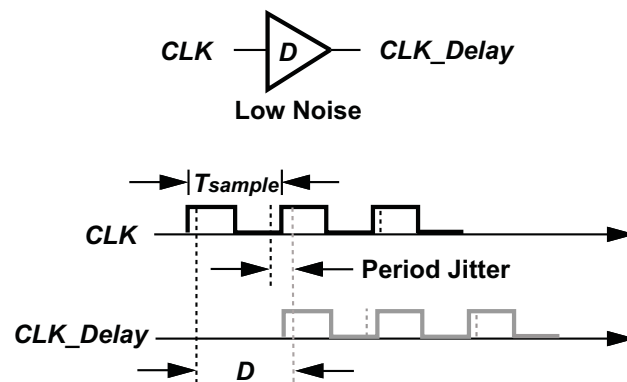 CLK D CLK_Delay
Low Noise
Tsample
CLK
Period Jitter
CLK_Delay
D